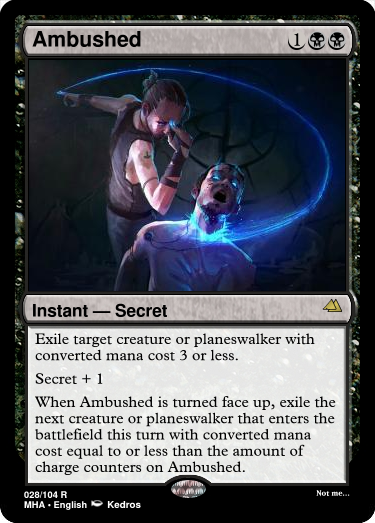 Ambushed 1
Instant — Secret
Exile target creature or planeswalker with
converted mana cost 3 or less.
Secret + 1
When Ambushed is turned face up, exile the
next creature or planeswalker that enters the
battlefield this turn with converted mana
cost equal to or less than the amount of
charge counters on Ambushed.
028/104 R
MHA • English Kedros
Not me...